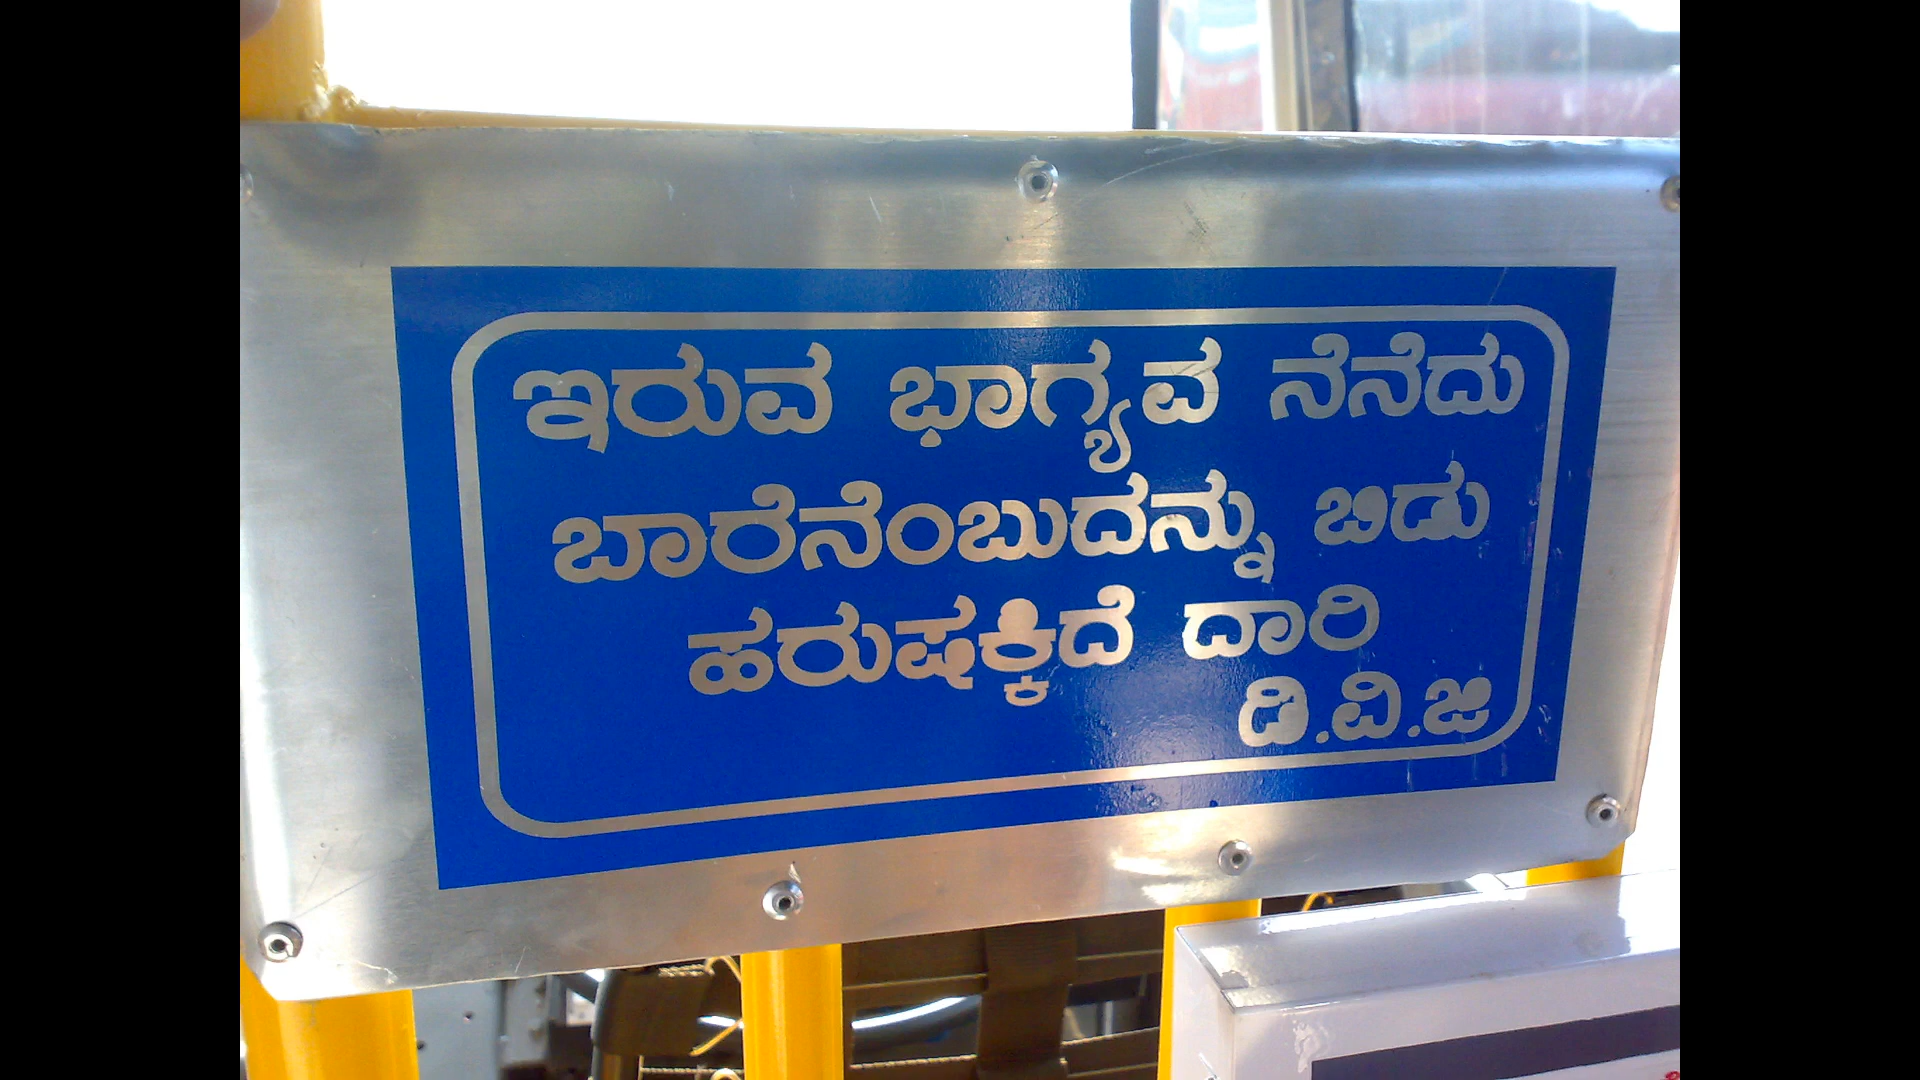 ಇರುವ ಭಾಗ್ಯವ ನೆನೆದು
ಬಾರೆನೆಂಬುದನ್ನು ಬಿಡು
ಹರುಷಕ್ಕಿದೆ ದಾರಿ
ಡಿ.ವಿ.ಜಿ